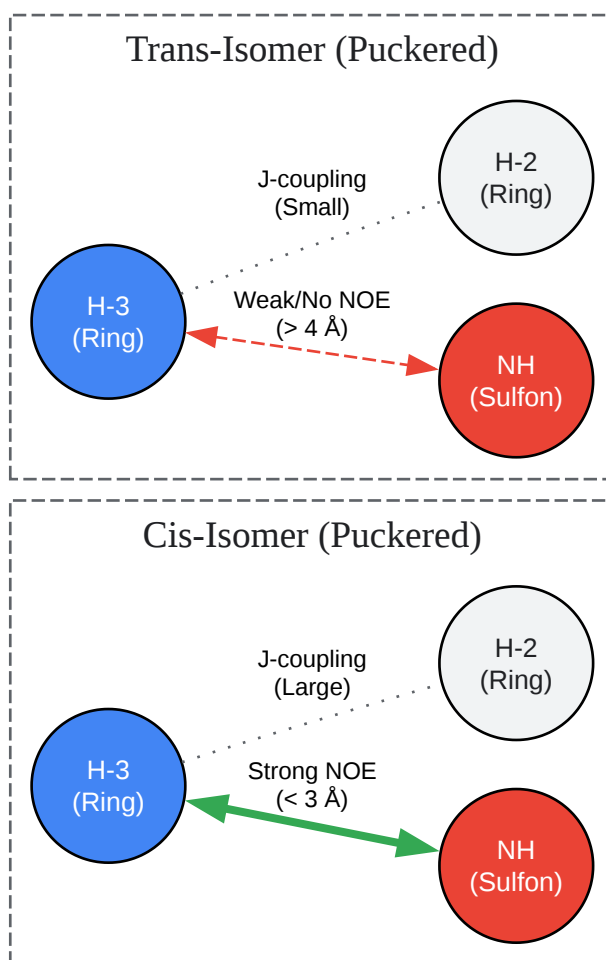 Trans-Isomer (Puckered)
H-2
(Ring)
J-coupling
(Small)
H-3
(Ring)
Weak/No NOE
(> 4 Å)
NH
(Sulfon)
Cis-Isomer (Puckered)
H-2
(Ring)
J-coupling
(Large)
H-3
(Ring)
Strong NOE
(< 3 Å)
NH
(Sulfon)